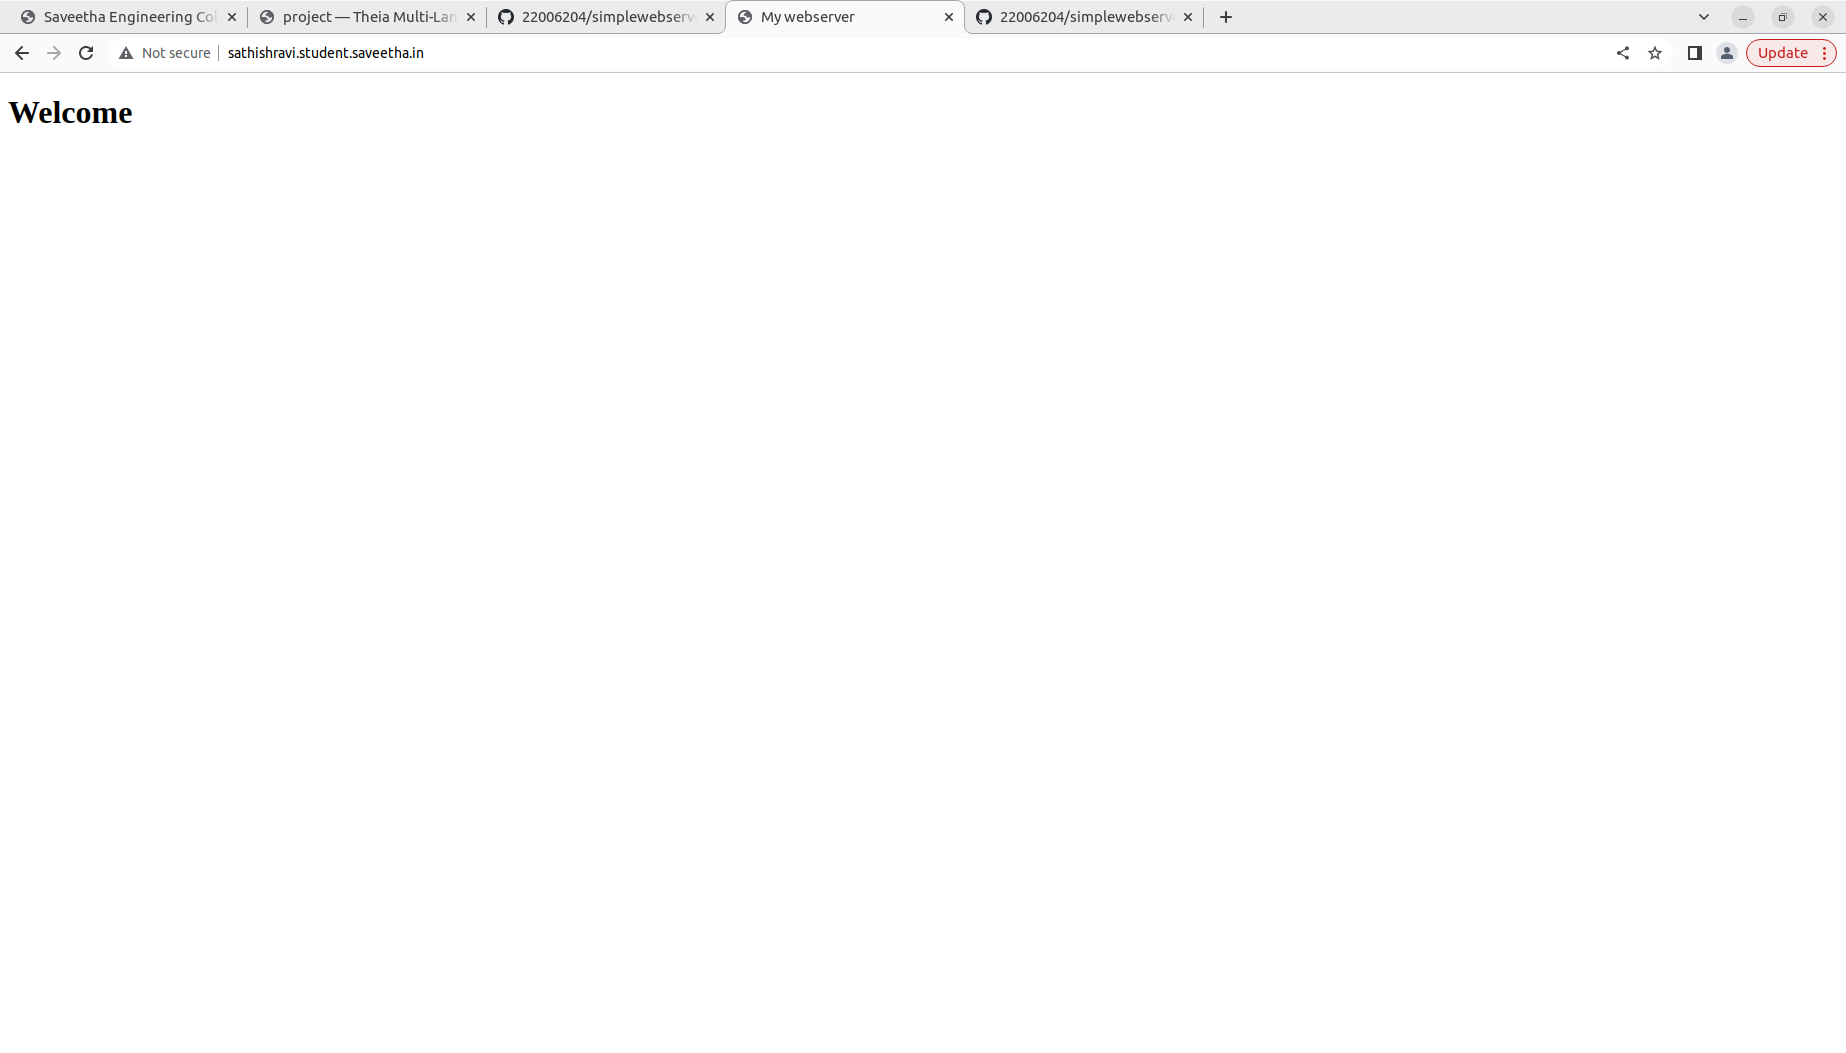 Saveetha Engineering Col
project — Theia Multi-Lan
22006204/simplewebserv
My webserver
22006204/simplewebserv
Not secure
sathishravi.student.saveetha.in
Update
Welcome